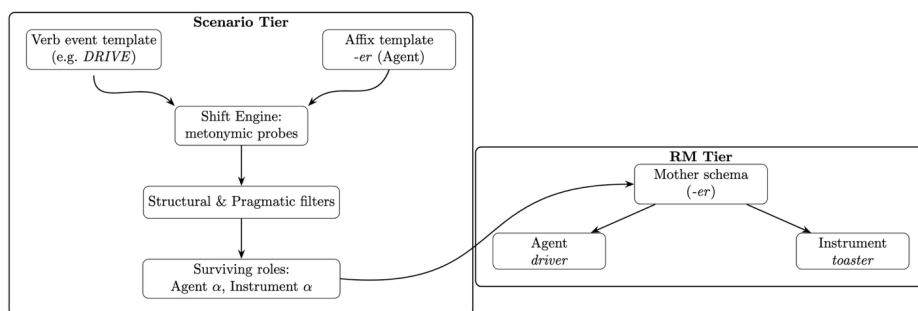 Scenario Tier
Verb event template
(e.g. DRIVE)
Affix template
-er (Agent)
Shift Engine:
metonymic probes
Structural & Pragmatic filters
Surviving roles:
Agent α, Instrument α
RM Tier
Mother schema
(-er)
Agent
driver
Instrument
toaster